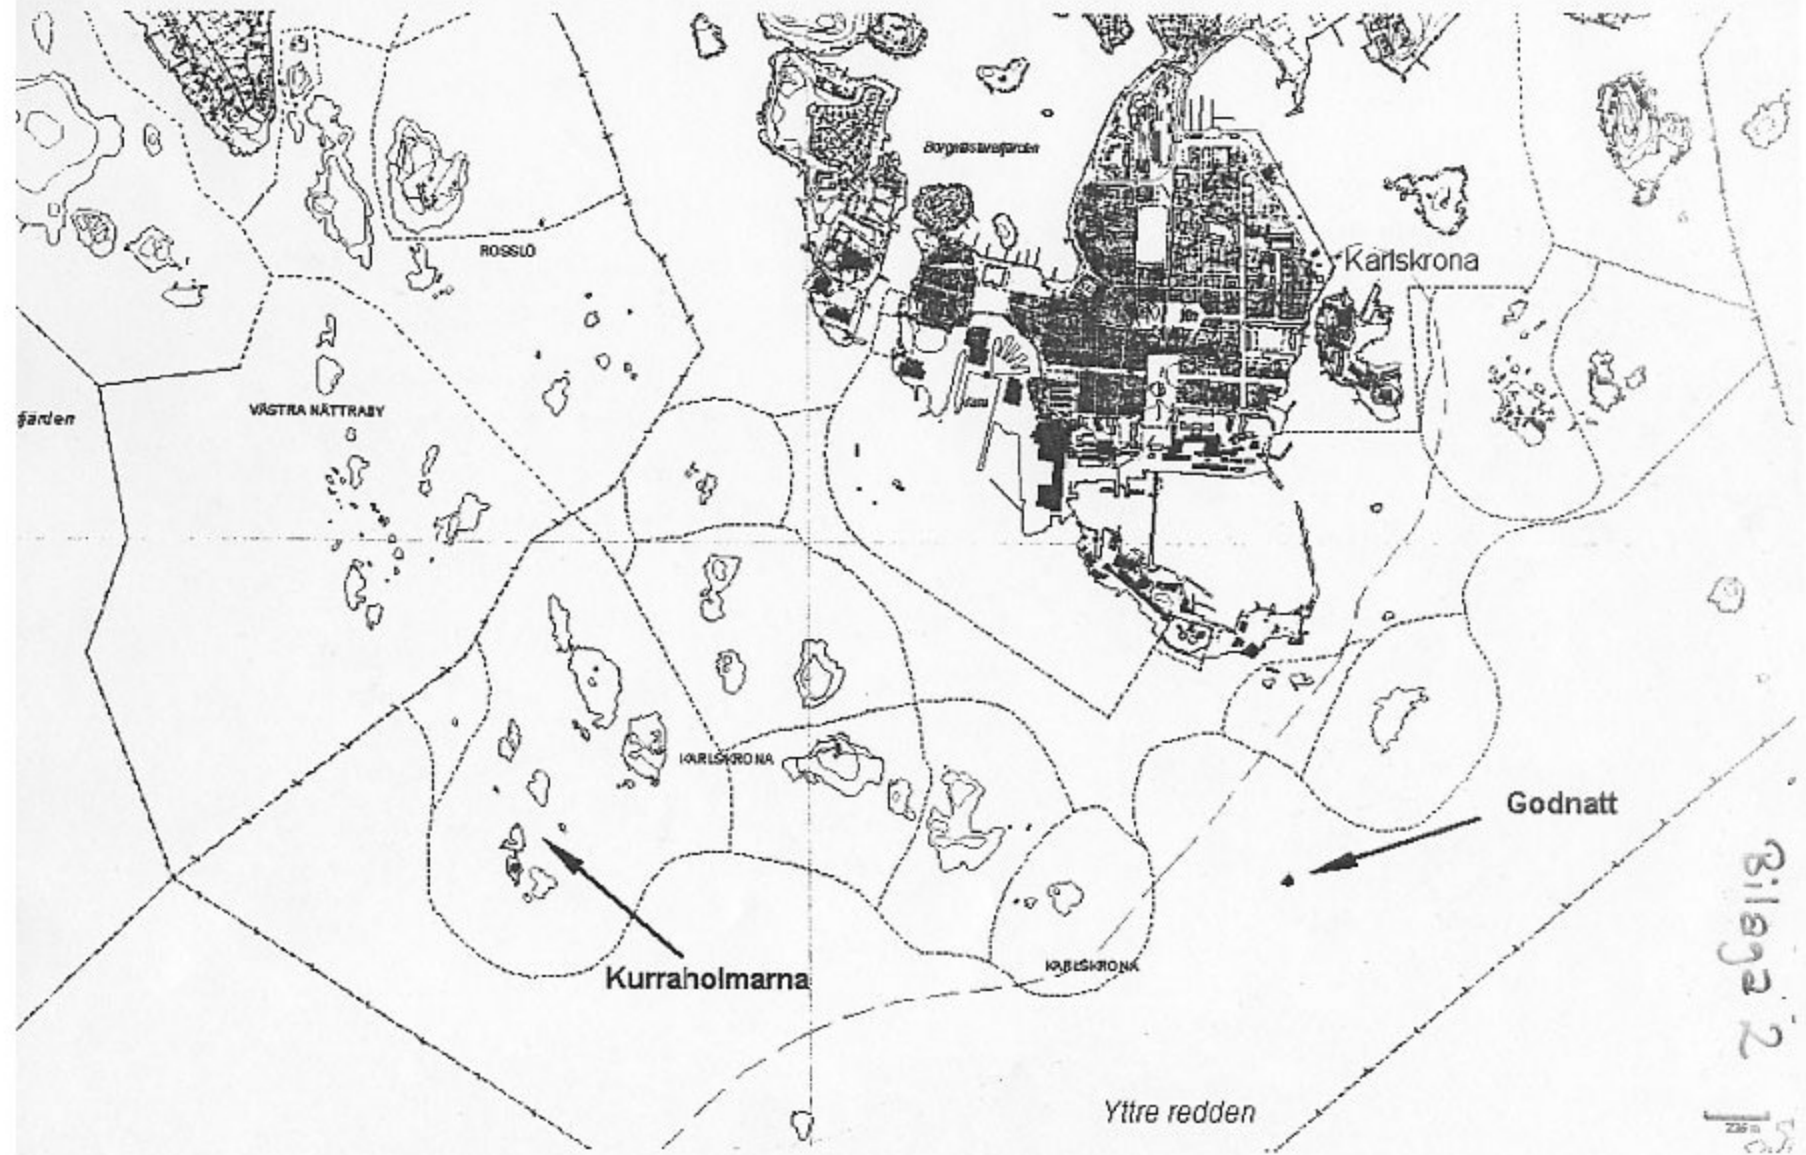 Borgmästarefjärden
ROSSLÖ
Karlskrona
VÄSTRA NÄTTRABY
fjärden
KARLSKRONA
Godnatt
KARLSKRONA
Kurraholmarna
Yttre redden
Bilaga 2